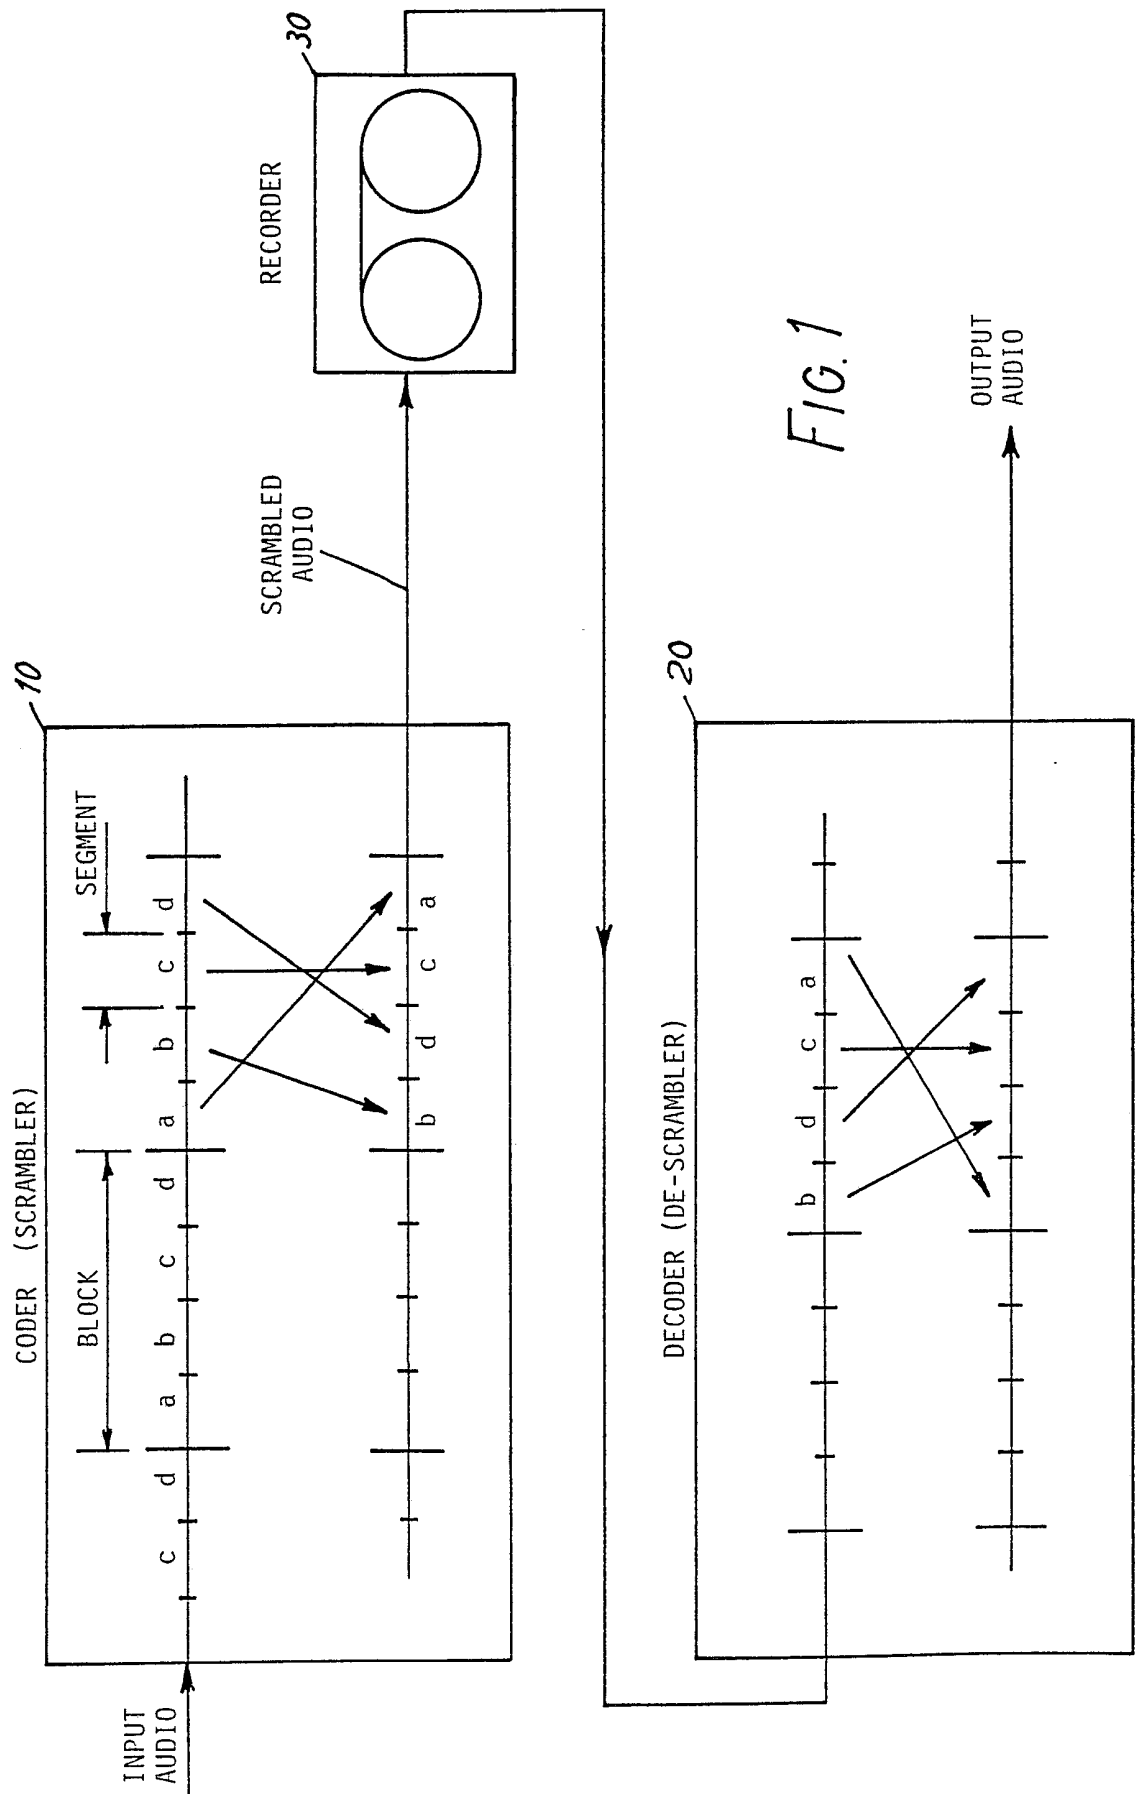 CODER (SCRAMBLER)
10
BLOCK
SEGMENT
INPUT
AUDIO
c d a b c d a b c d
b d c a
SCRAMBLED
AUDIO
RECORDER
30
DECODER (DE-SCRAMBLER)
20
b d c a
OUTPUT
AUDIO
FIG. 1